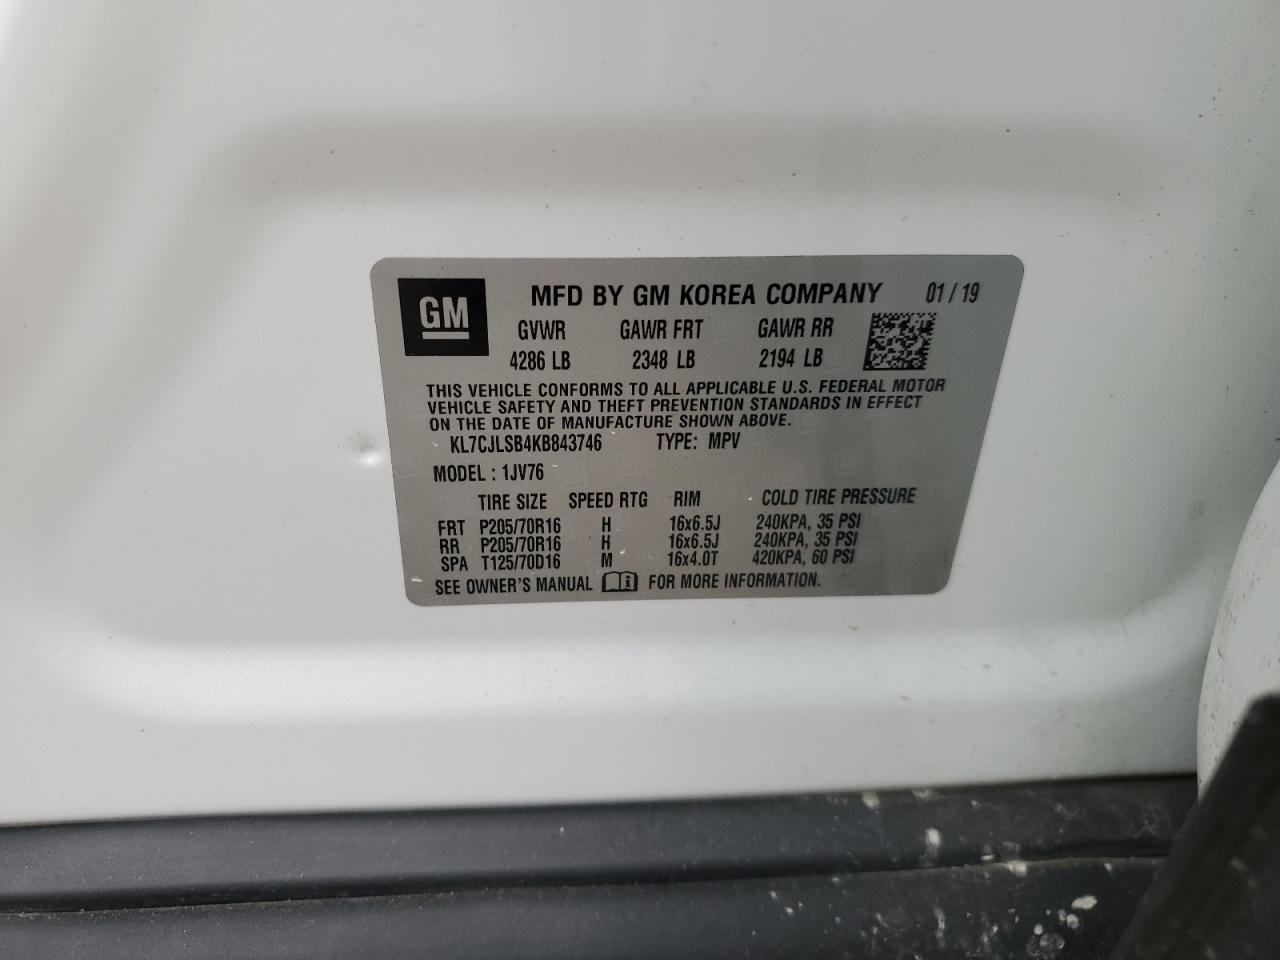 GM
MFD BY GM KOREA COMPANY 01/19
GVWR GAWR FRT GAWR RR
4286 LB 2348 LB 2194 LB
THIS VEHICLE CONFORMS TO ALL APPLICABLE U.S. FEDERAL MOTOR
VEHICLE SAFETY AND THEFT PREVENTION STANDARDS IN EFFECT
ON THE DATE OF MANUFACTURE SHOWN ABOVE.
KL7CJLSB4KB843746 TYPE: MPV
MODEL : 1JV76
TIRE SIZE SPEED RTG RIM COLD TIRE PRESSURE
FRT P205/70R16 H 16x6.5J 240KPA, 35 PSI
RR P205/70R16 H 16x6.5J 240KPA, 35 PSI
SPA T125/70D16 M 16x4.0T 420KPA, 60 PSI
SEE OWNER'S MANUAL i FOR MORE INFORMATION.